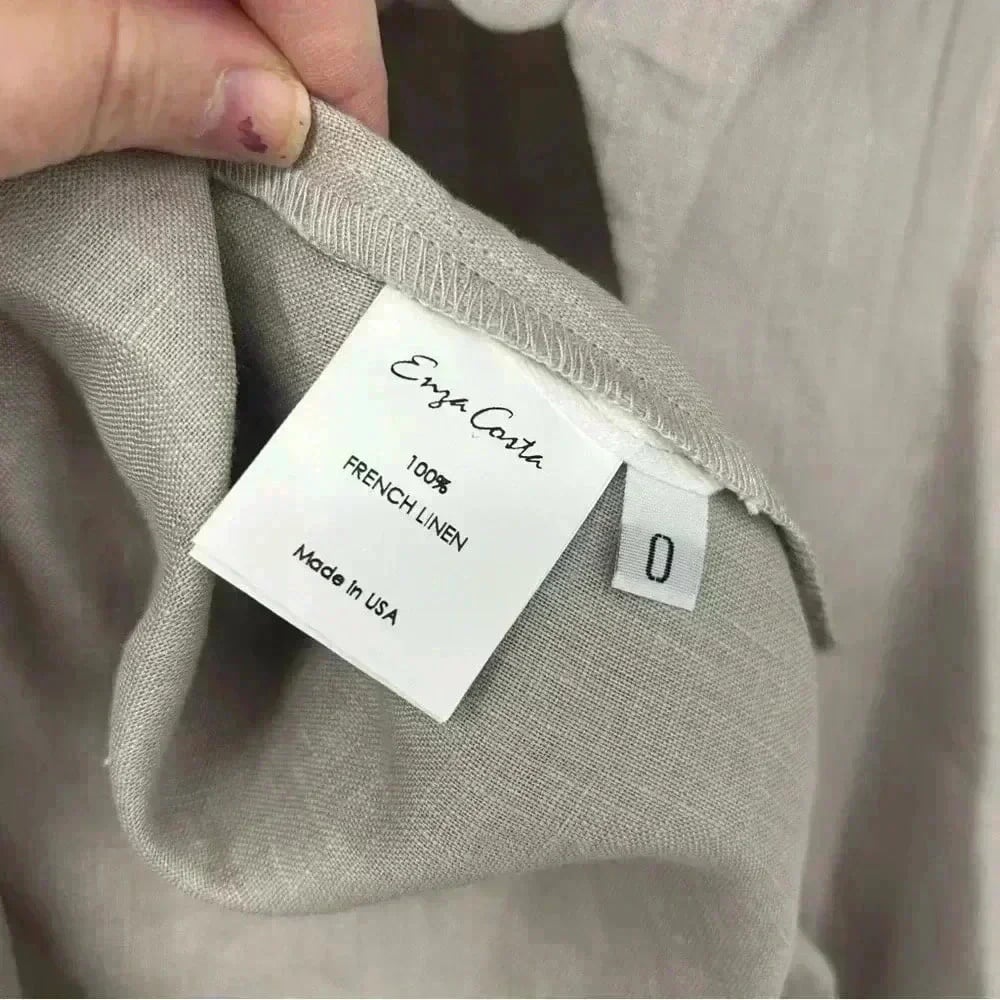 Enza Costa
100%
FRENCH LINEN
Made In USA
0